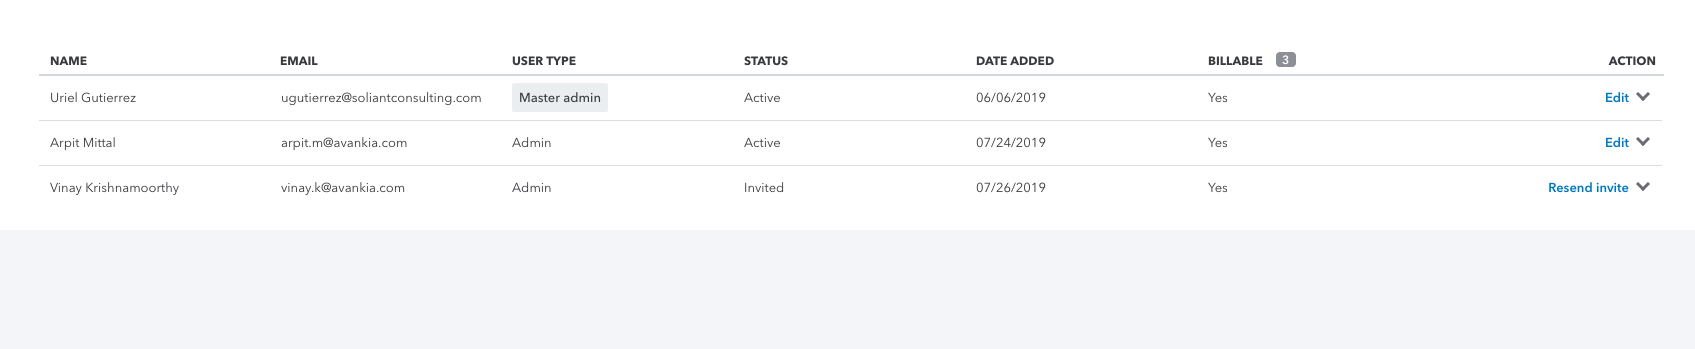 NAME EMAIL USER TYPE STATUS DATE ADDED BILLABLE 3 ACTION
Uriel Gutierrez ugutierrez@soliantconsulting.com Master admin Active 06/06/2019 Yes Edit
Arpit Mittal arpit.m@avankia.com Admin Active 07/24/2019 Yes Edit
Vinay Krishnamoorthy vinay.k@avankia.com Admin Invited 07/26/2019 Yes Resend invite